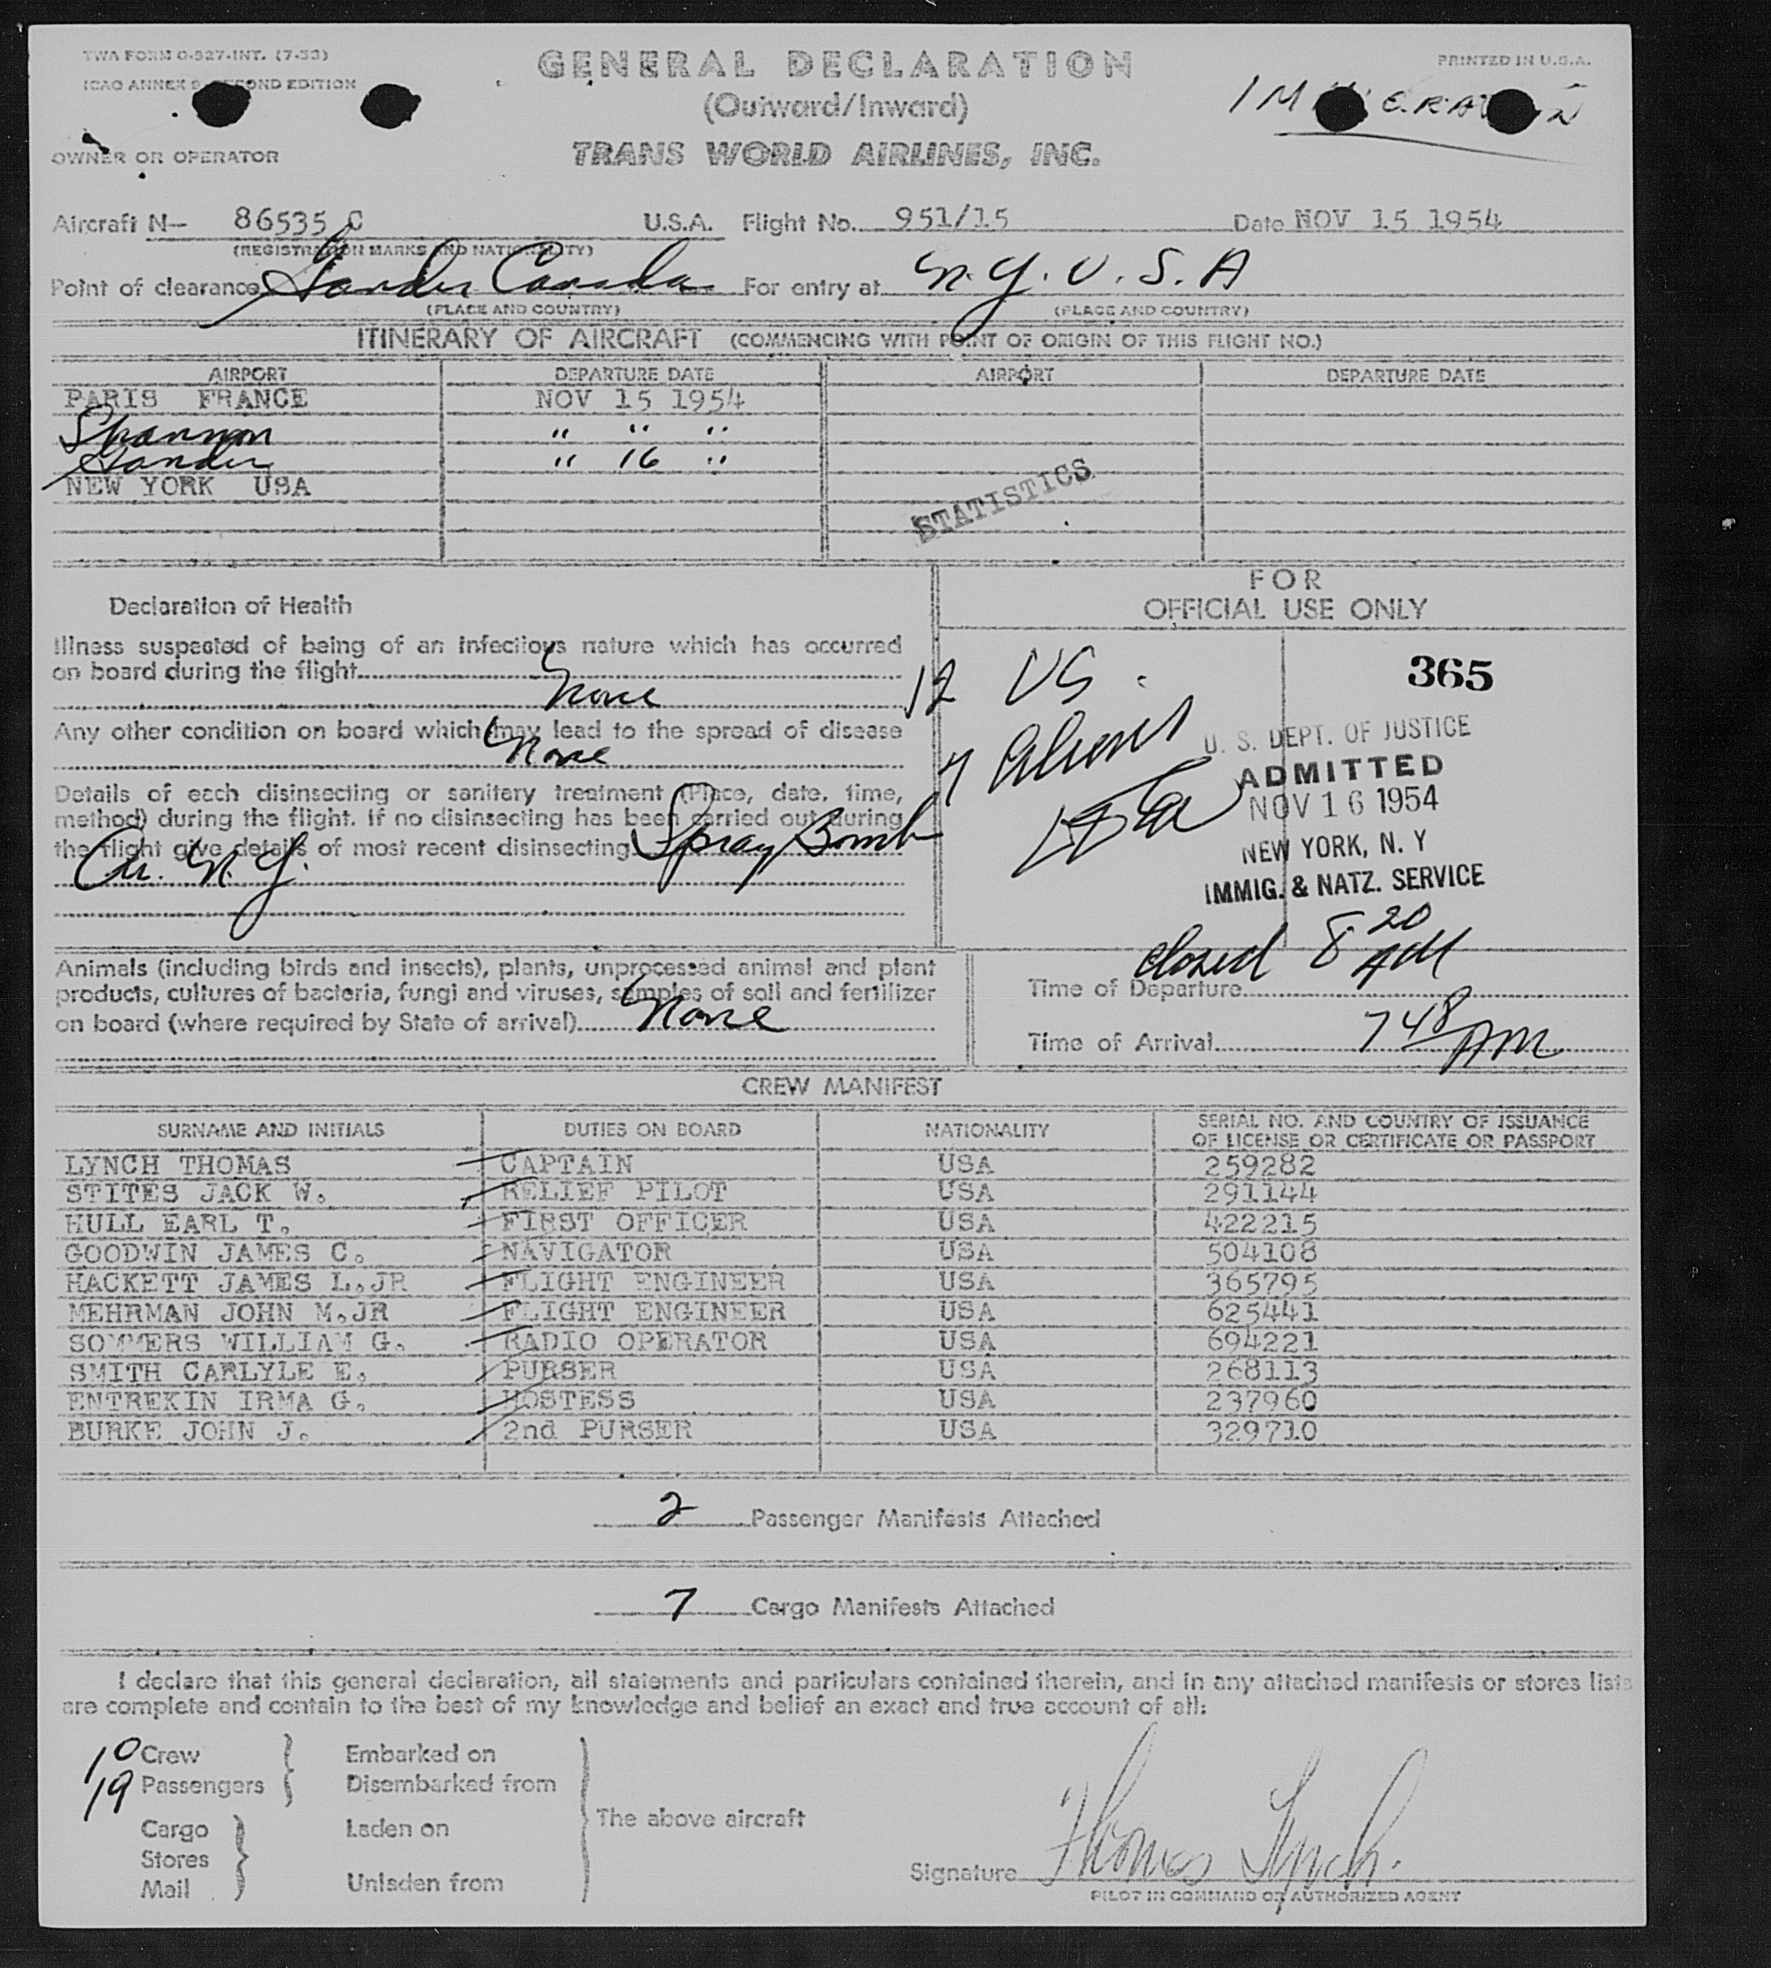 TWA FORM O-527-INT. (7-53)
GENERAL DECLARATION
PRINTED IN U.S.A.
ICAO ANNEX 9 SECOND EDITION
(Outward/Inward)
IMMIGRATION
OWNER OR OPERATOR
TRANS WORLD AIRLINES, INC.
Aircraft N— 86535 C U.S.A. Flight No. 951/15 Date NOV 15 1954
(REGISTRATION MARKS AND NATIONALITY)
Point of clearance Gander Canada For entry at N.Y. U.S.A
(PLACE AND COUNTRY) (PLACE AND COUNTRY)
ITINERARY OF AIRCRAFT (COMMENCING WITH POINT OF ORIGIN OF THIS FLIGHT NO.)
AIRPORT DEPARTURE DATE AIRPORT DEPARTURE DATE
PARIS FRANCE NOV 15 1954
Shannon " " "
Gander " 16 "
NEW YORK USA
STATISTICS
FOR
OFFICIAL USE ONLY
Declaration of Health
Illness suspected of being of an infectious nature which has occurred
on board during the flight
None
Any other condition on board which may lead to the spread of disease
None
Details of each disinsecting or sanitary treatment (Place, date, time,
method) during the flight. If no disinsecting has been carried out during
the flight give details of most recent disinsecting Spray Bomb
Ar. N.Y.
12 US
7 Aliens
365
U. S. DEPT. OF JUSTICE
ADMITTED
NOV 16 1954
NEW YORK, N. Y
IMMIG. & NATZ. SERVICE
Animals (including birds and insects), plants, unprocessed animal and plant
products, cultures of bacteria, fungi and viruses, samples of soil and fertilizer
on board (where required by State of arrival) None
closed 8 20 AM
Time of Departure
Time of Arrival 7 48 AM
CREW MANIFEST
SURNAME AND INITIALS DUTIES ON BOARD NATIONALITY SERIAL NO. AND COUNTRY OF ISSUANCE
OF LICENSE OR CERTIFICATE OR PASSPORT
LYNCH THOMAS CAPTAIN USA 259282
STITES JACK W. RELIEF PILOT USA 291144
HULL EARL T. FIRST OFFICER USA 422215
GOODWIN JAMES C. NAVIGATOR USA 504108
HACKETT JAMES L.JR FLIGHT ENGINEER USA 365795
MEHRMAN JOHN M.JR FLIGHT ENGINEER USA 625441
SOMMERS WILLIAM G. RADIO OPERATOR USA 694221
SMITH CARLYLE E. PURSER USA 268113
ENTREKIN IRMA G. HOSTESS USA 237960
BURKE JOHN J. 2nd PURSER USA 329710
2 Passenger Manifests Attached
7 Cargo Manifests Attached
I declare that this general declaration, all statements and particulars contained therein, and in any attached manifests or stores lists
are complete and contain to the best of my knowledge and belief an exact and true account of all:
10 Crew Embarked on
19 Passengers Disembarked from
The above aircraft
Cargo Laden on
Stores
Mail Unladen from
Signature Thomas Lynch.
PILOT IN COMMAND OR AUTHORIZED AGENT